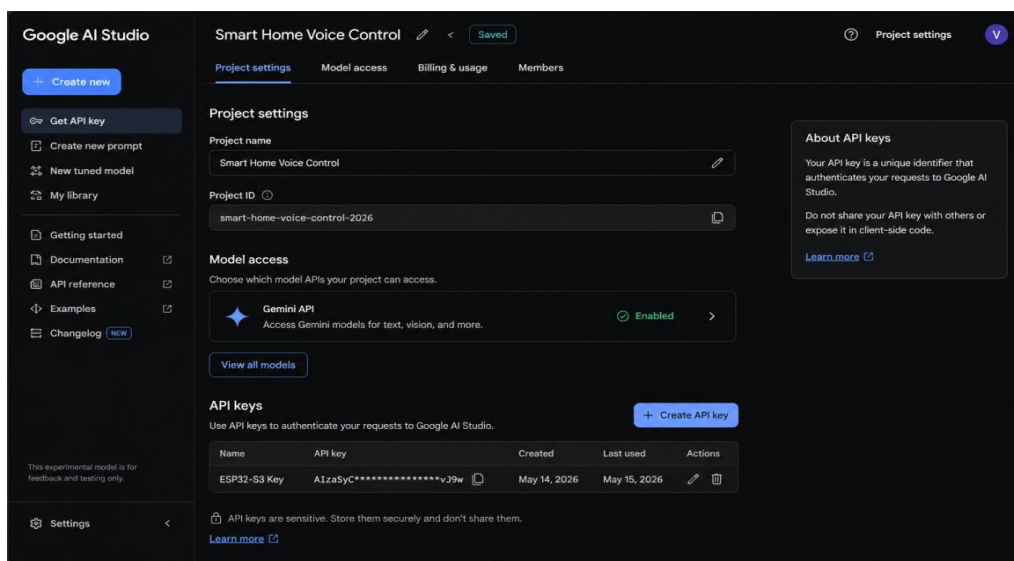 Google AI Studio
+ Create new
Get API key
Create new prompt
New tuned model
My library
Getting started
Documentation
API reference
Examples
Changelog NEW
This experimental model is for
feedback and testing only.
Settings
Smart Home Voice Control
Saved
Project settings
V
Project settings Model access Billing & usage Members
Project settings
Project name
Smart Home Voice Control
Project ID
smart-home-voice-control-2026
Model access
Choose which model APIs your project can access.
Gemini API
Access Gemini models for text, vision, and more.
Enabled
View all models
API keys
Use API keys to authenticate your requests to Google AI Studio.
+ Create API key
Name API key Created Last used Actions
ESP32-S3 Key AIzaSyC****************vJ9w May 14, 2026 May 15, 2026
API keys are sensitive. Store them securely and don't share them.
Learn more
About API keys
Your API key is a unique identifier that
authenticates your requests to Google AI
Studio.
Do not share your API key with others or
expose it in client-side code.
Learn more